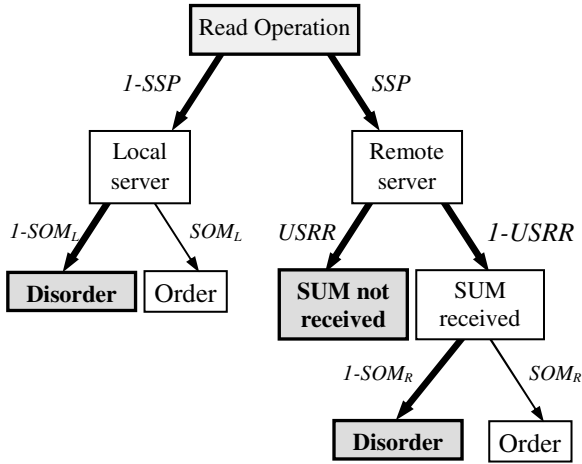 Read Operation
1-SSP
SSP
Local
server
Remote
server
1-SOM_L
SOM_L
USRR
1-USRR
Disorder
Order
SUM not
received
SUM
received
1-SOM_R
SOM_R
Disorder
Order